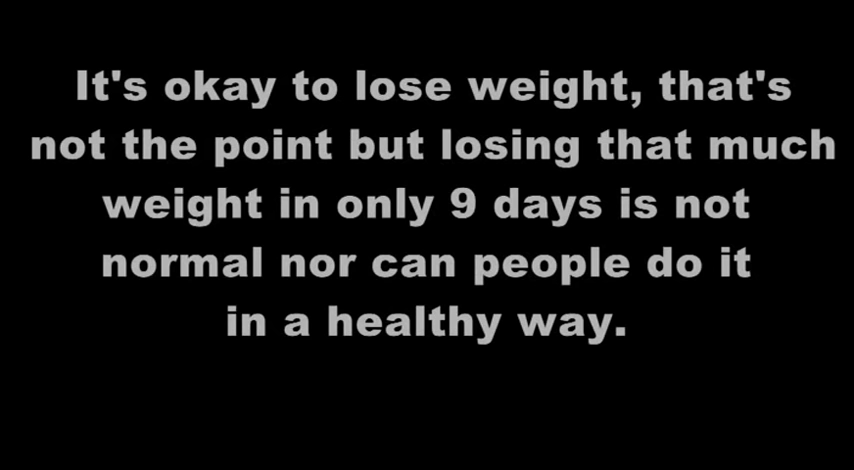 It's okay to lose weight, that's
not the point but losing that much
weight in only 9 days is not
normal nor can people do it
in a healthy way.